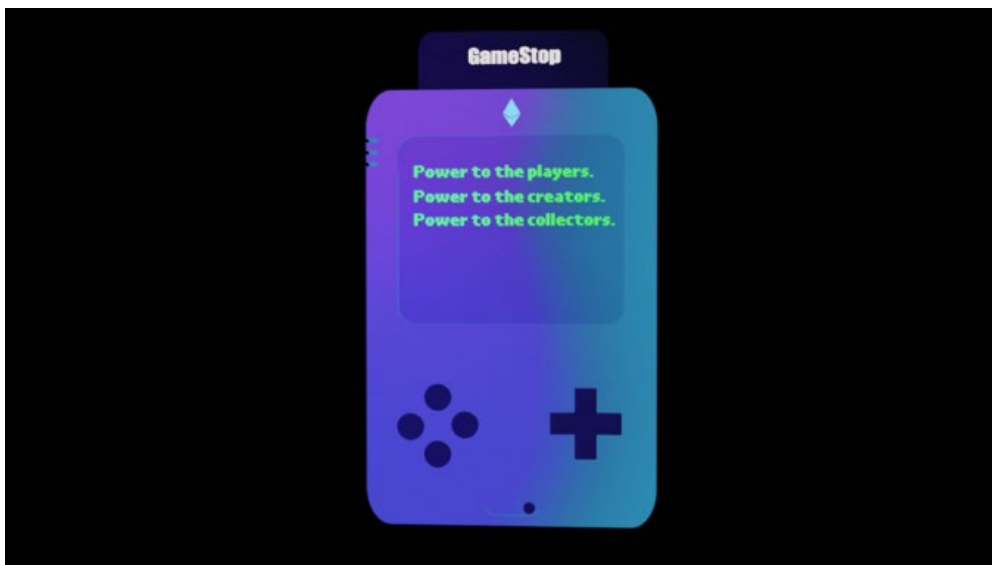 GameStop
Power to the players.
Power to the creators.
Power to the collectors.